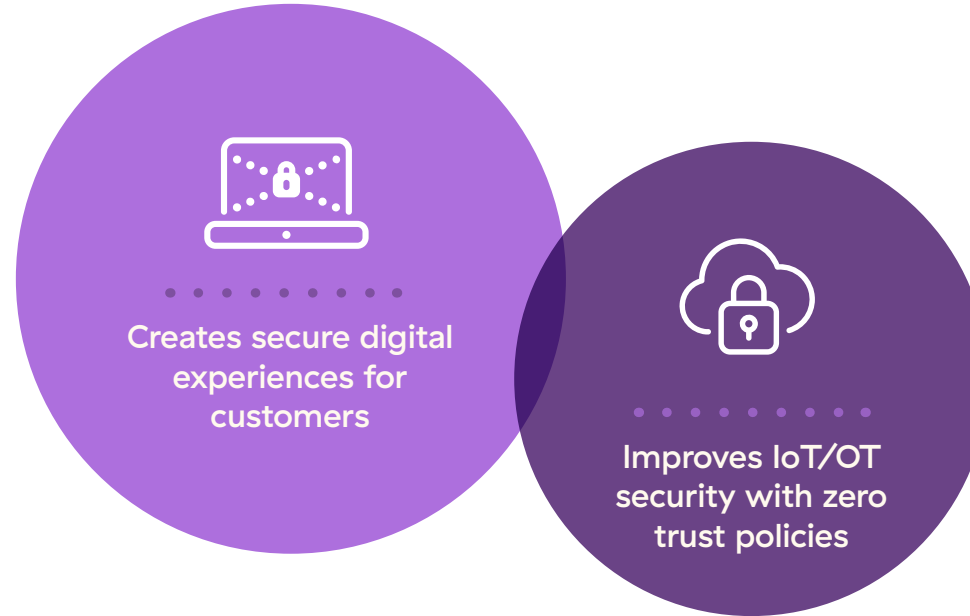 Creates secure digital
experiences for
customers
Improves IoT/OT
security with zero
trust policies